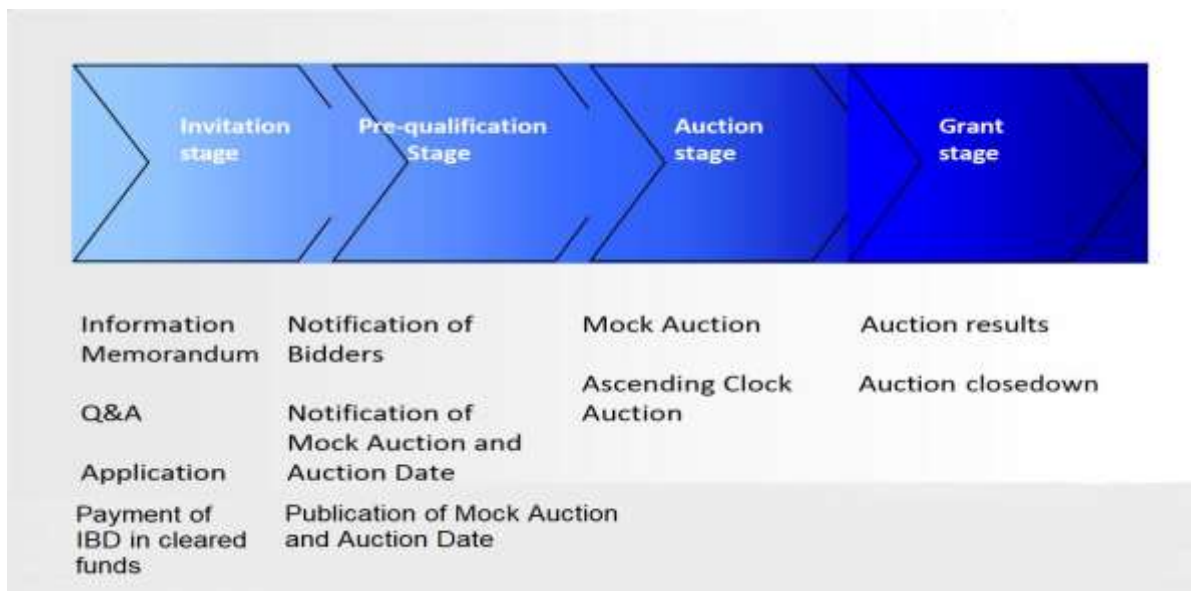 Invitation
stage
Pre-qualification
Stage
Auction
stage
Grant
stage
Information
Memorandum
Q&A
Application
Payment of
IBD in cleared
funds
Notification of
Bidders
Notification of
Mock Auction and
Auction Date
Publication of Mock Auction
and Auction Date
Mock Auction
Ascending Clock
Auction
Auction results
Auction closedown